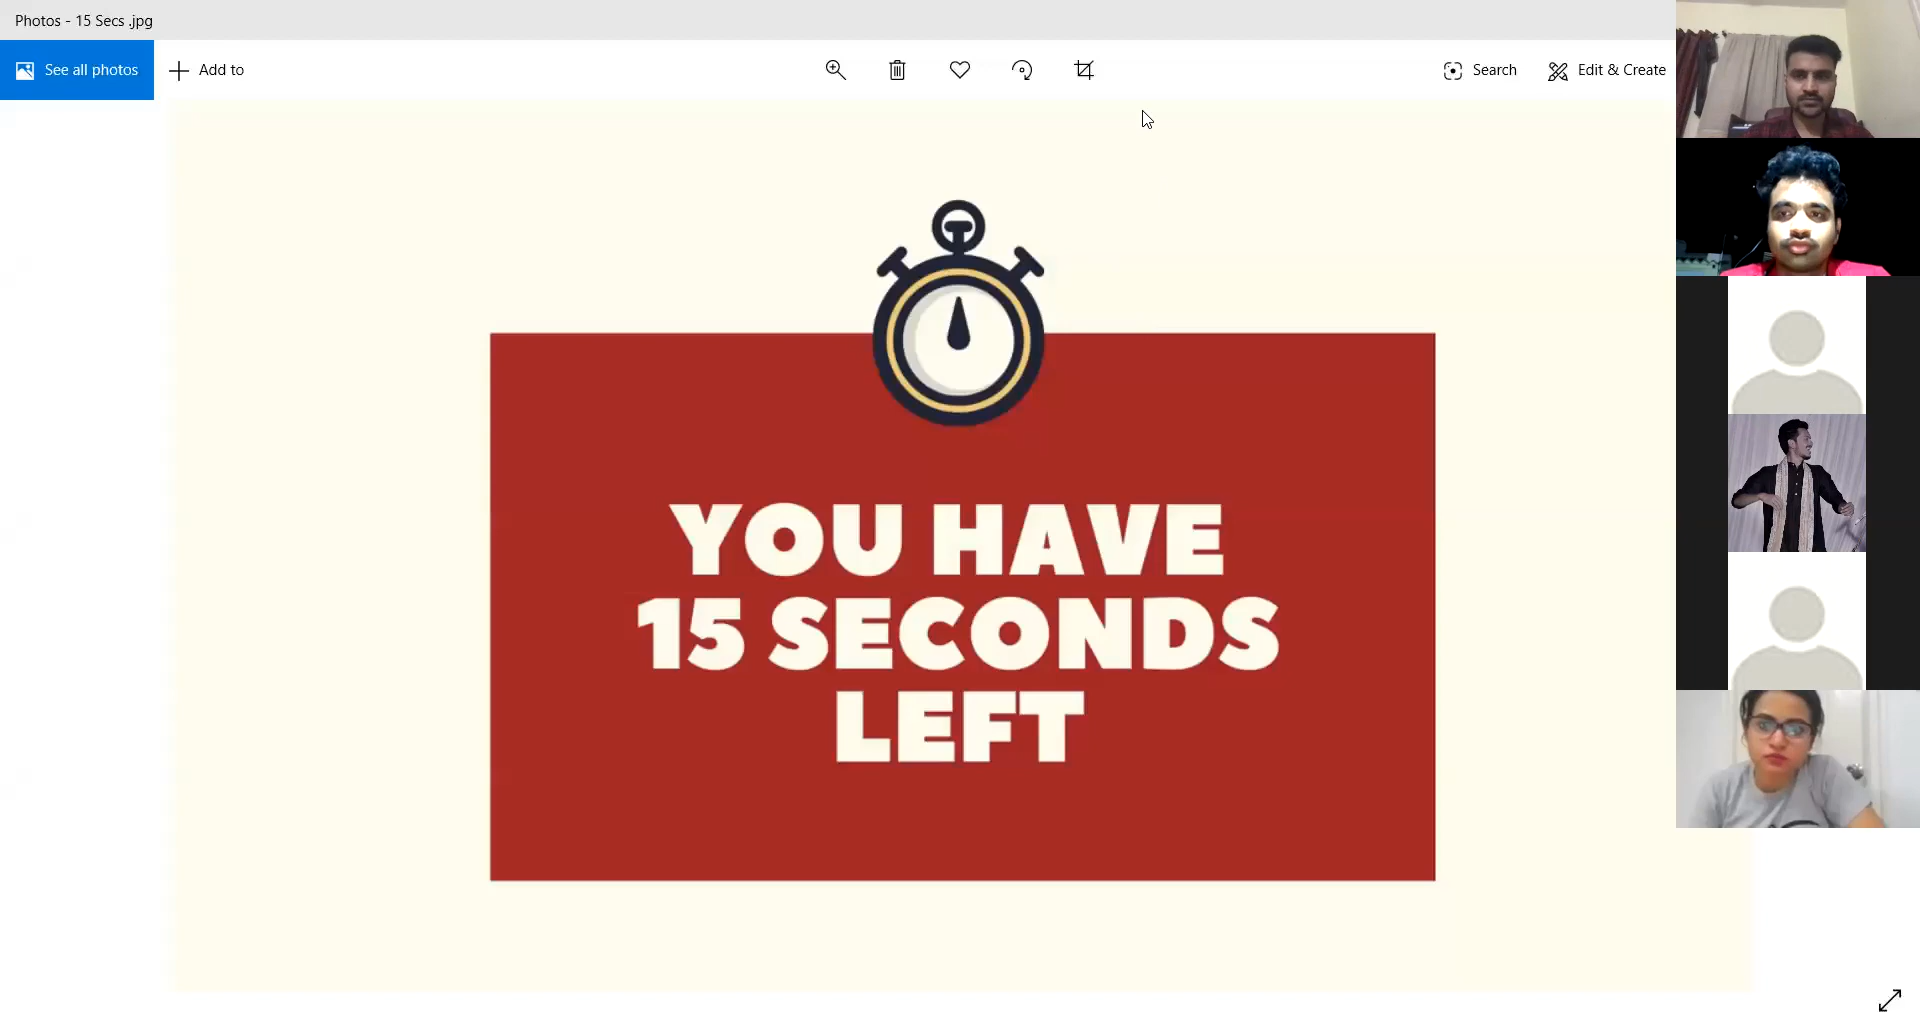 Photos - 15 Secs .jpg
See all photos
Add to
Search
Edit & Create
YOU HAVE
15 SECONDS
LEFT